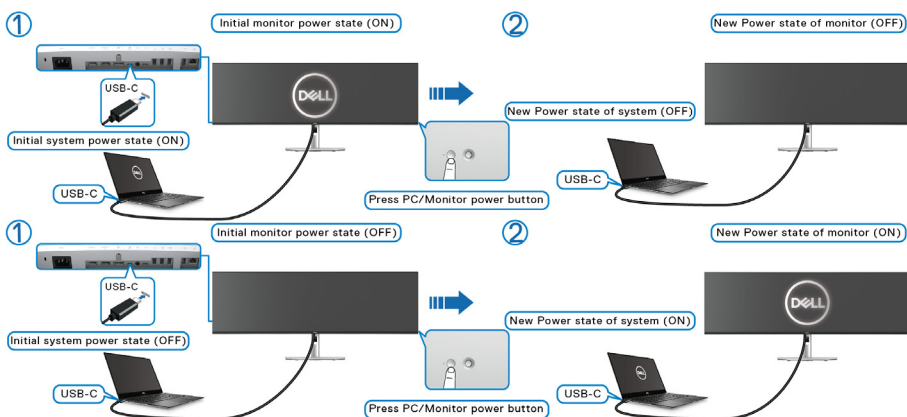 1
Initial monitor power state (ON)
2
New Power state of monitor (OFF)
USB-C
DELL
New Power state of system (OFF)
Initial system power state (ON)
DELL
USB-C
USB-C
Press PC/Monitor power button
1
Initial monitor power state (OFF)
2
New Power state of monitor (ON)
USB-C
DELL
New Power state of system (ON)
Initial system power state (OFF)
DELL
USB-C
USB-C
Press PC/Monitor power button